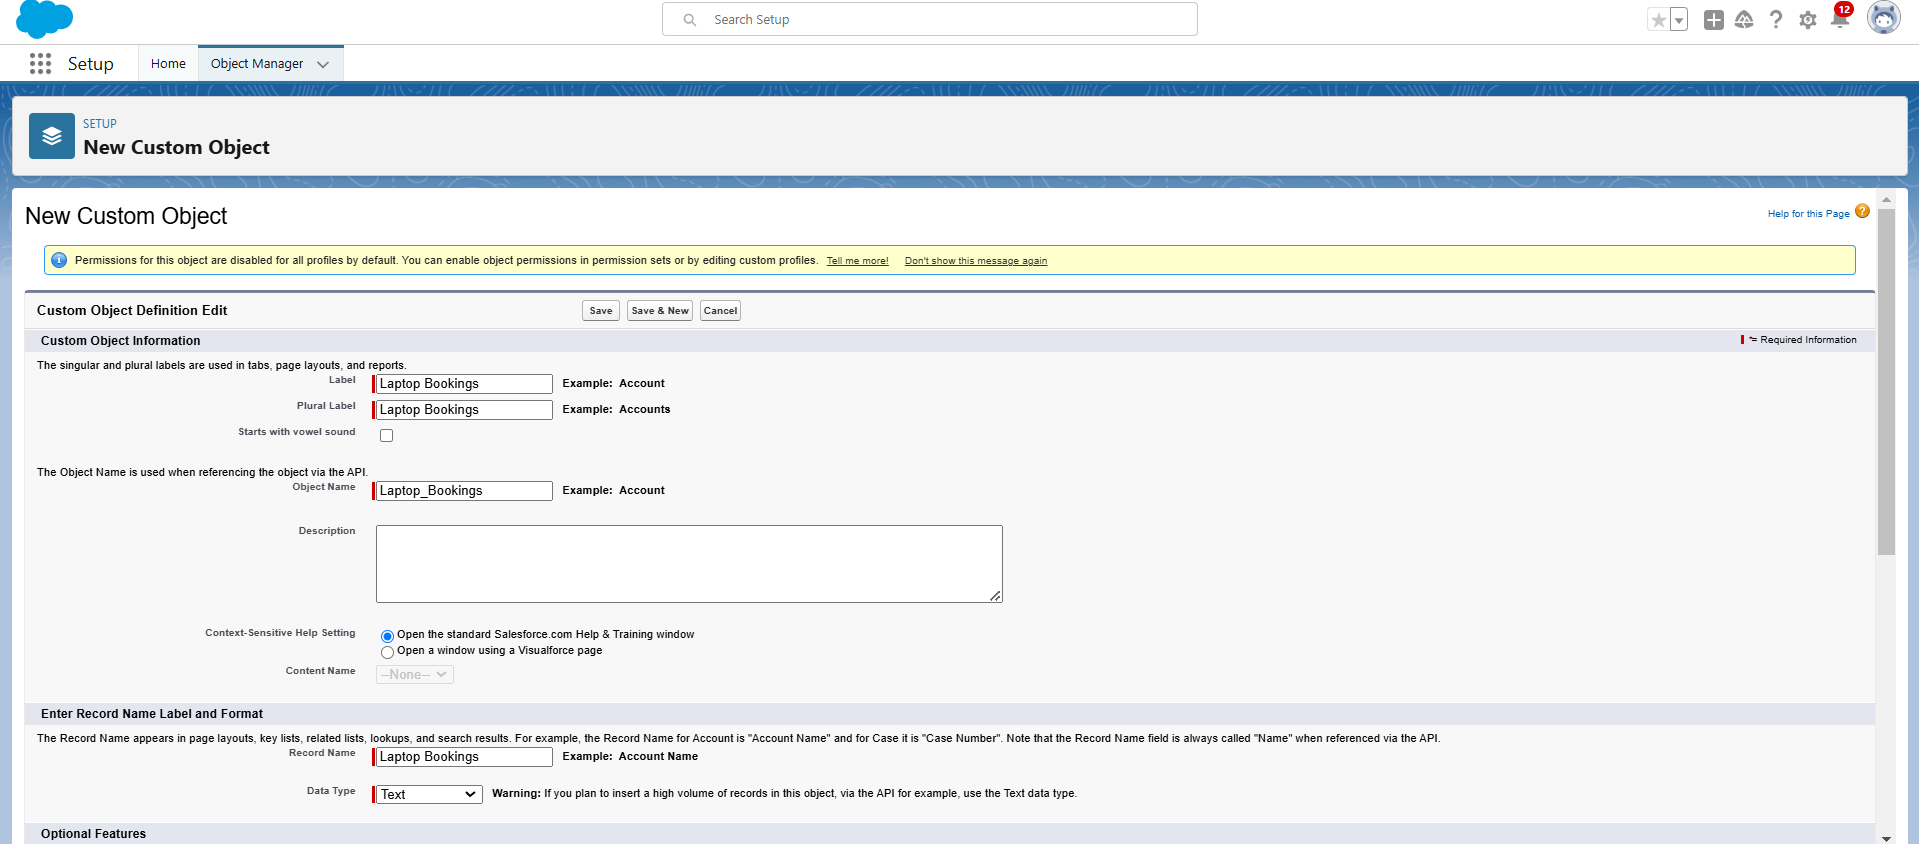 Search Setup
12
Setup
Home
Object Manager
SETUP
New Custom Object
New Custom Object
Help for this Page ?
i Permissions for this object are disabled for all profiles by default. You can enable object permissions in permission sets or by editing custom profiles. Tell me more! Don't show this message again
Custom Object Definition Edit Save Save & New Cancel
Custom Object Information *= Required Information
The singular and plural labels are used in tabs, page layouts, and reports.
Label Laptop Bookings Example: Account
Plural Label Laptop Bookings Example: Accounts
Starts with vowel sound
The Object Name is used when referencing the object via the API.
Object Name Laptop_Bookings Example: Account
Description
Context-Sensitive Help Setting Open the standard Salesforce.com Help & Training window
Open a window using a Visualforce page
Content Name --None--
Enter Record Name Label and Format
The Record Name appears in page layouts, key lists, related lists, lookups, and search results. For example, the Record Name for Account is "Account Name" and for Case it is "Case Number". Note that the Record Name field is always called "Name" when referenced via the API.
Record Name Laptop Bookings Example: Account Name
Data Type Text Warning: If you plan to insert a high volume of records in this object, via the API for example, use the Text data type.
Optional Features